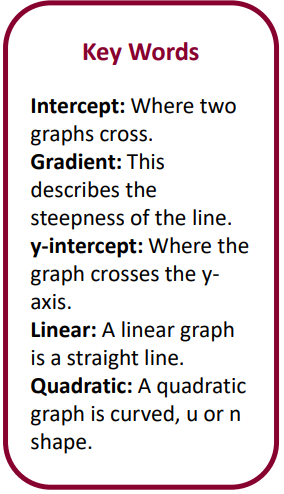 Key Words
Intercept: Where two
graphs cross.
Gradient: This
describes the
steepness of the line.
y-intercept: Where the
graph crosses the y-
axis.
Linear: A linear graph
is a straight line.
Quadratic: A quadratic
graph is curved, u or n
shape.